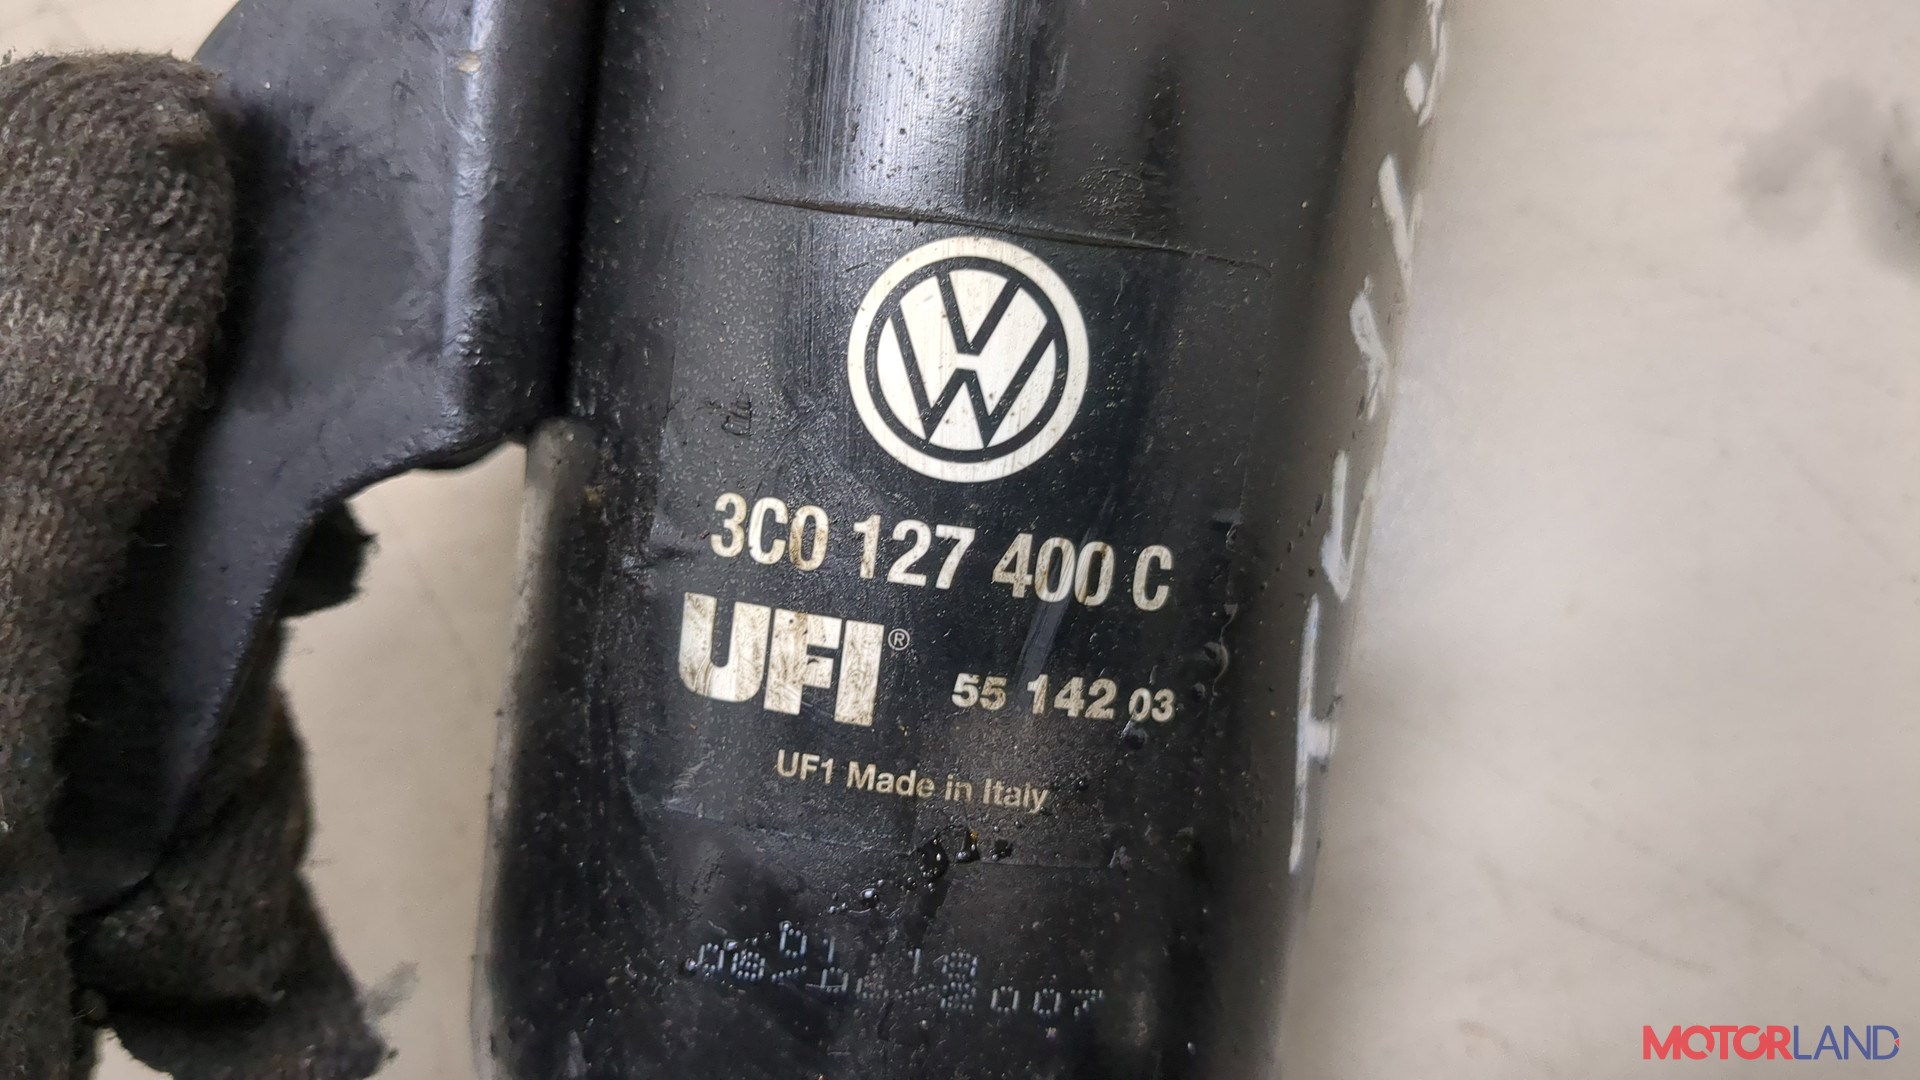 3C0 127 400 C
UFI®
55 142 03
UF1 Made in Italy
MOTORLAND